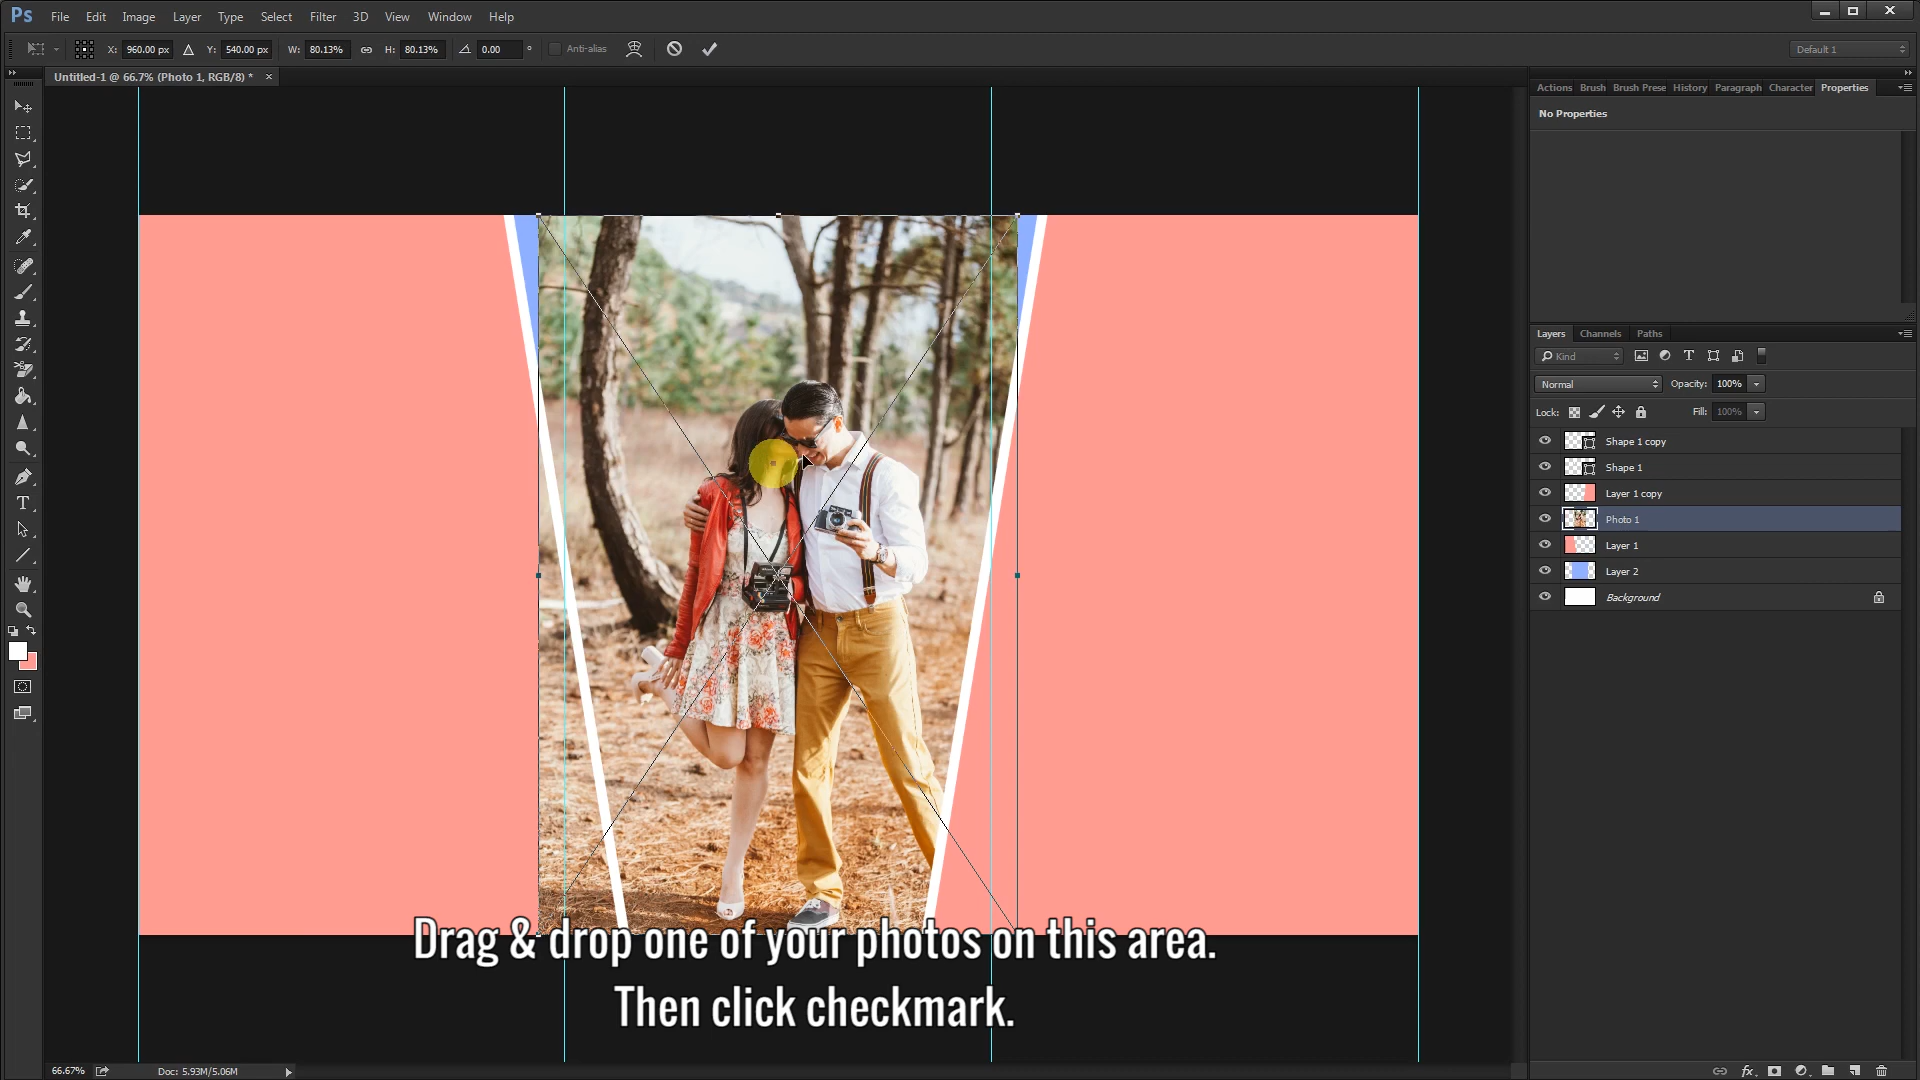 Ps File Edit Image Layer Type Select Filter 3D View Window Help
X: 960.00 px Y: 540.00 px W: 80.13% H: 80.13% 0.00 ° Anti-alias Default 1
Untitled-1 @ 66.7% (Photo 1, RGB/8) * ×
Actions Brush Brush Prese History Paragraph Character Properties
No Properties
Layers Channels Paths
Kind
Normal Opacity: 100%
Lock: Fill: 100%
Shape 1 copy
Shape 1
Layer 1 copy
Photo 1
Layer 1
Layer 2
Background
Drag & drop one of your photos on this area.
Then click checkmark.
66.67% Doc: 5.93M/5.06M